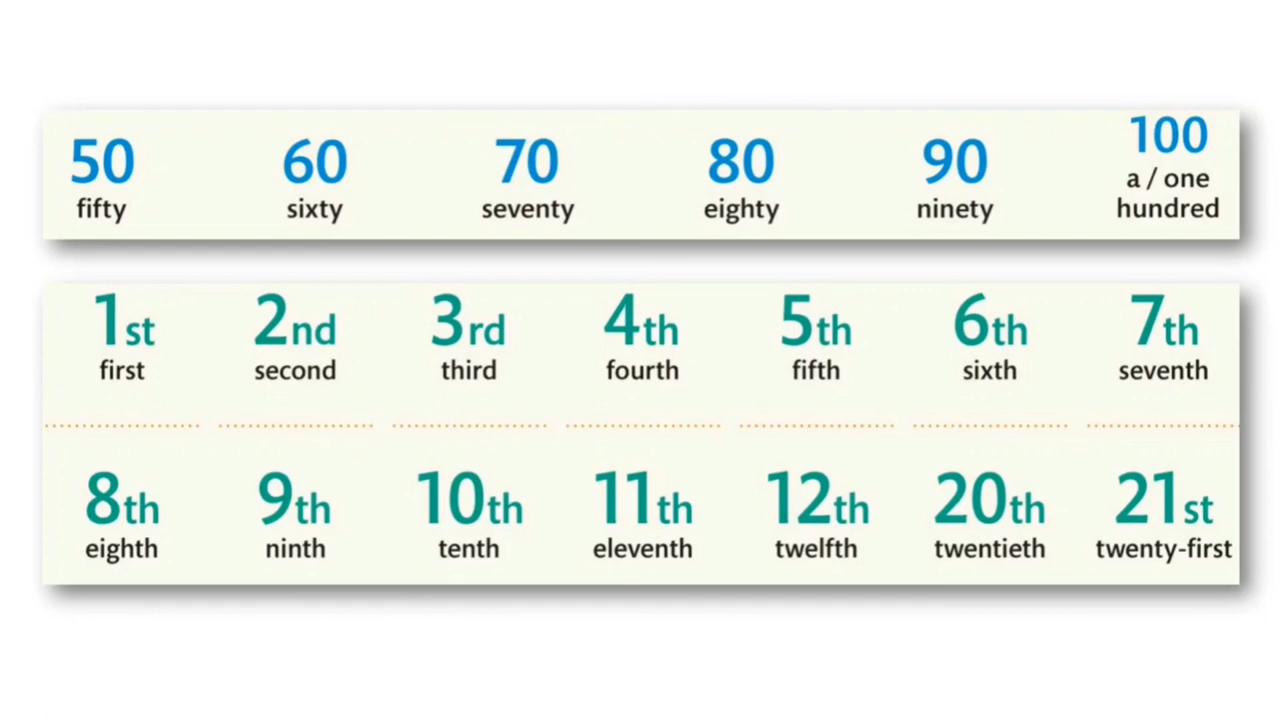 50 60 70 80 90 100
fifty sixty seventy eighty ninety a / one
hundred
1st 2nd 3rd 4th 5th 6th 7th
first second third fourth fifth sixth seventh
8th 9th 10th 11th 12th 20th 21st
eighth ninth tenth eleventh twelfth twentieth twenty-first